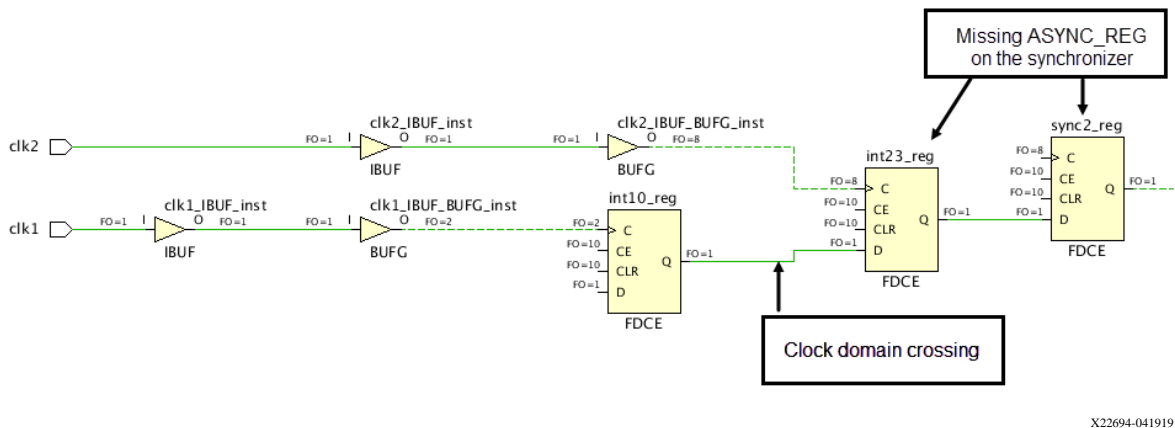 Missing ASYNC_REG
on the synchronizer
clk2_IBUF_inst
clk2_IBUF_BUFG_inst
sync2_reg
clk2
FO=1
I
O
FO=1
FO=1
I
O
FO=8
int23_reg
FO=8
C
IBUF
BUFG
FO=10
CE
Q
FO=1
FO=10
CLR
FO=1
D
FDCE
clk1_IBUF_inst
clk1_IBUF_BUFG_inst
int10_reg
FO=8
C
FO=10
CE
Q
FO=1
FO=10
CLR
FO=1
D
FDCE
clk1
FO=1
I
O
FO=1
FO=1
I
O
FO=2
FO=2
C
IBUF
BUFG
FO=10
CE
Q
FO=1
FO=10
CLR
FO=1
D
FDCE
Clock domain crossing
X22694-041919